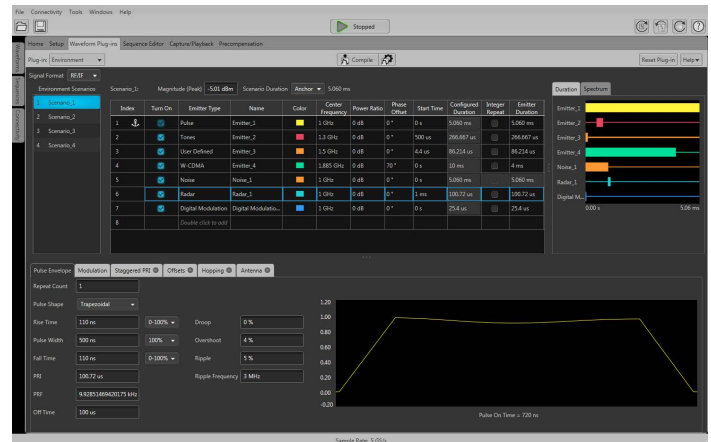 File Connectivity Environment Tools Windows Help
Stopped
Home Setup Waveform Plug-ins Sequence Editor Capture/Playback Precompensation
Plug-in: Environment Compile Reset Plug-in Help
Signal Format RF/IF
Waveforms
Sequences
Connectivity
Environment Scenarios
1 Scenario_1
2 Scenario_2
3 Scenario_3
4 Scenario_4
Scenario_1: Magnitude (Peak) -5.01 dBm Scenario Duration Anchor 5.060 ms
Index Turn On Emitter Type Name Color Center Frequency Power Ratio Phase Offset Start Time Configured Duration Integer Repeat Emitter Duration
1 Pulse Emitter_1 1 GHz 0 dB 0 ° 0 s 5.060 ms 5.060 ms
2 Tones Emitter_2 1.3 GHz 0 dB 0 ° 500 us 266.667 us 266.667 us
3 User Defined Emitter_3 1.5 GHz 0 dB 0 ° 4.4 us 86.214 us 86.214 us
4 W-CDMA Emitter_4 1.885 GHz 0 dB 70 ° 0 s 10 ms 4 ms
5 Noise Noise_1 1 GHz 0 dB 0 ° 0 s 5.060 ms 5.060 ms
6 Radar Radar_1 1 GHz 0 dB 0 ° 1 ms 100.72 us 100.72 us
7 Digital Modulation Digital Modulatio... 1 GHz 0 dB 0 ° 0 s 25.4 us 25.4 us
8 Double click to add
Duration Spectrum
Emitter_1
Emitter_2
Emitter_3
Emitter_4
Noise_1
Radar_1
Digital M...
0.00 s 5.06 ms
Pulse Envelope Modulation Staggered PRI Offsets Hopping Antenna
Repeat Count 1
Pulse Shape Trapezoidal
Rise Time 110 ns 0-100% Droop 0 %
Pulse Width 500 ns 100% Overshoot 4 %
Fall Time 110 ns 0-100% Ripple 5 %
PRI 100.72 us Ripple Frequency 3 MHz
PRF 9.92851469420175 kHz
Off Time 100 us
1.20
1.00
0.80
0.60
0.40
0.20
0.00
-0.20
Pulse On Time = 720 ns
Sample Rate: 5 GS/s